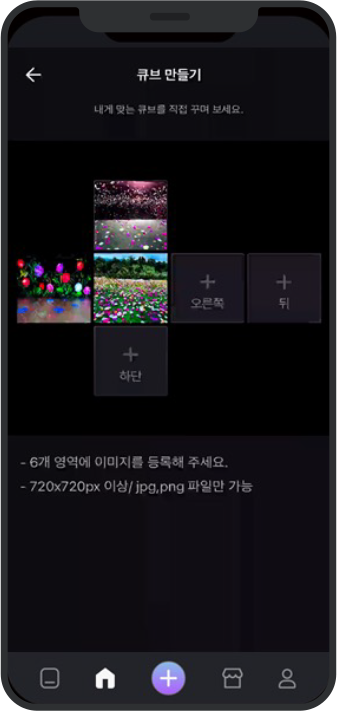 큐브 만들기
내게 맞는 큐브를 직접 꾸며 보세요.
오른쪽
뒤
하단
- 6개 영역에 이미지를 등록해 주세요.
- 720x720px 이상/ jpg,png 파일만 가능